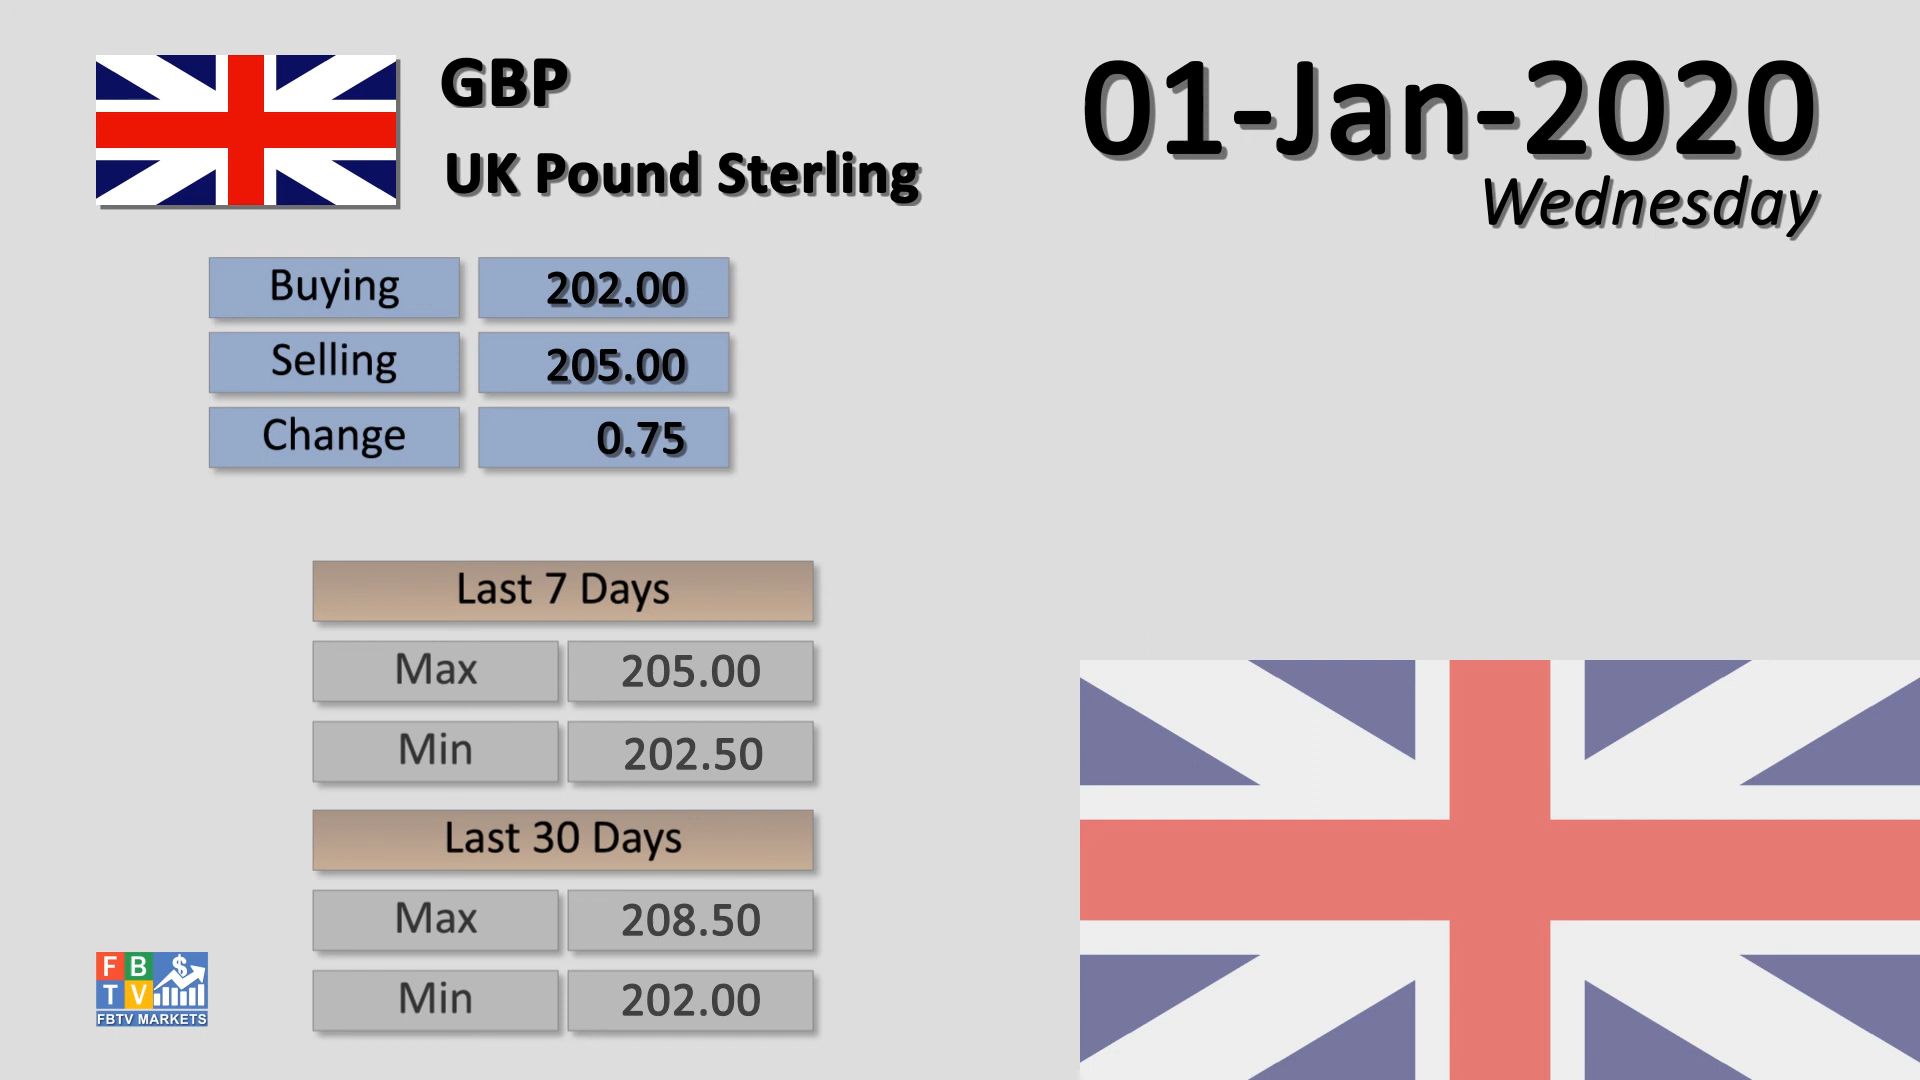 GBP
UK Pound Sterling
01-Jan-2020
Wednesday
Buying 202.00
Selling 205.00
Change 0.75
Last 7 Days
Max 205.00
Min 202.50
Last 30 Days
Max 208.50
Min 202.00
F B $
T V
FBTV MARKETS